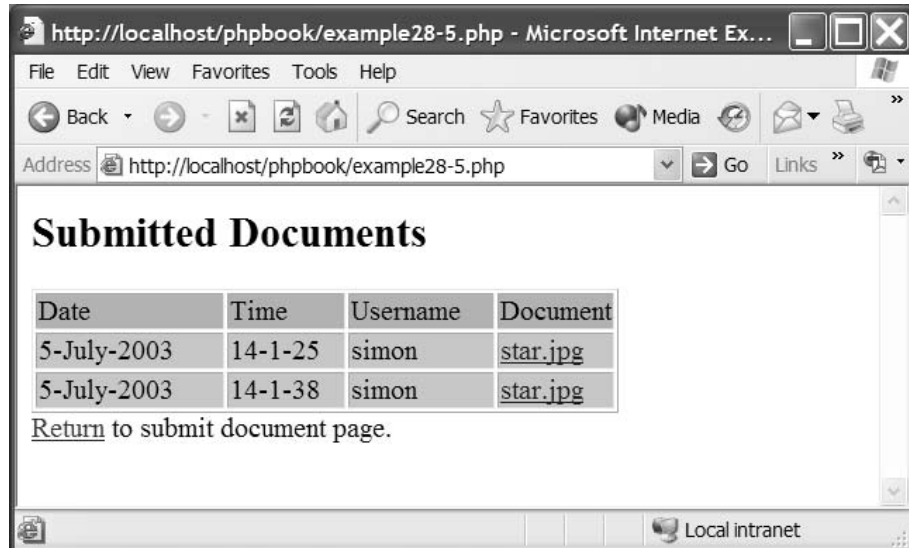 http://localhost/phpbook/example28-5.php - Microsoft Internet Ex...
File Edit View Favorites Tools Help
Back Search Favorites Media »
Address http://localhost/phpbook/example28-5.php Go Links »
Submitted Documents
Date Time Username Document
5-July-2003 14-1-25 simon star.jpg
5-July-2003 14-1-38 simon star.jpg
Return to submit document page.
Local intranet